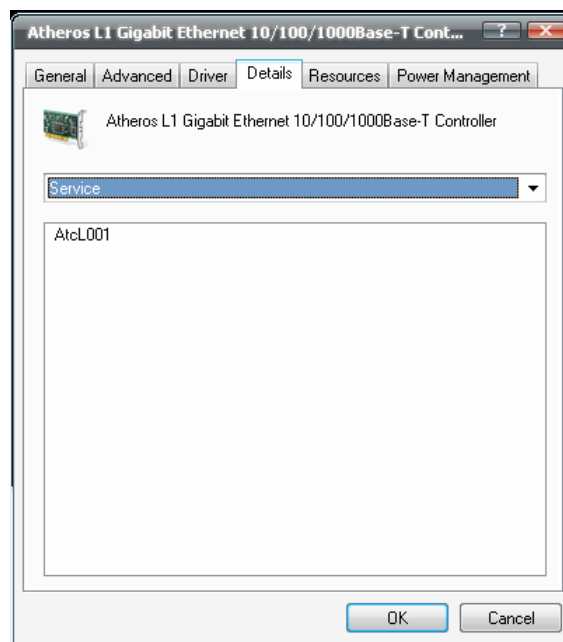 Atheros L1 Gigabit Ethernet 10/100/1000Base-T Cont...
General Advanced Driver Details Resources Power Management
Atheros L1 Gigabit Ethernet 10/100/1000Base-T Controller
Service
AtcL001
OK Cancel